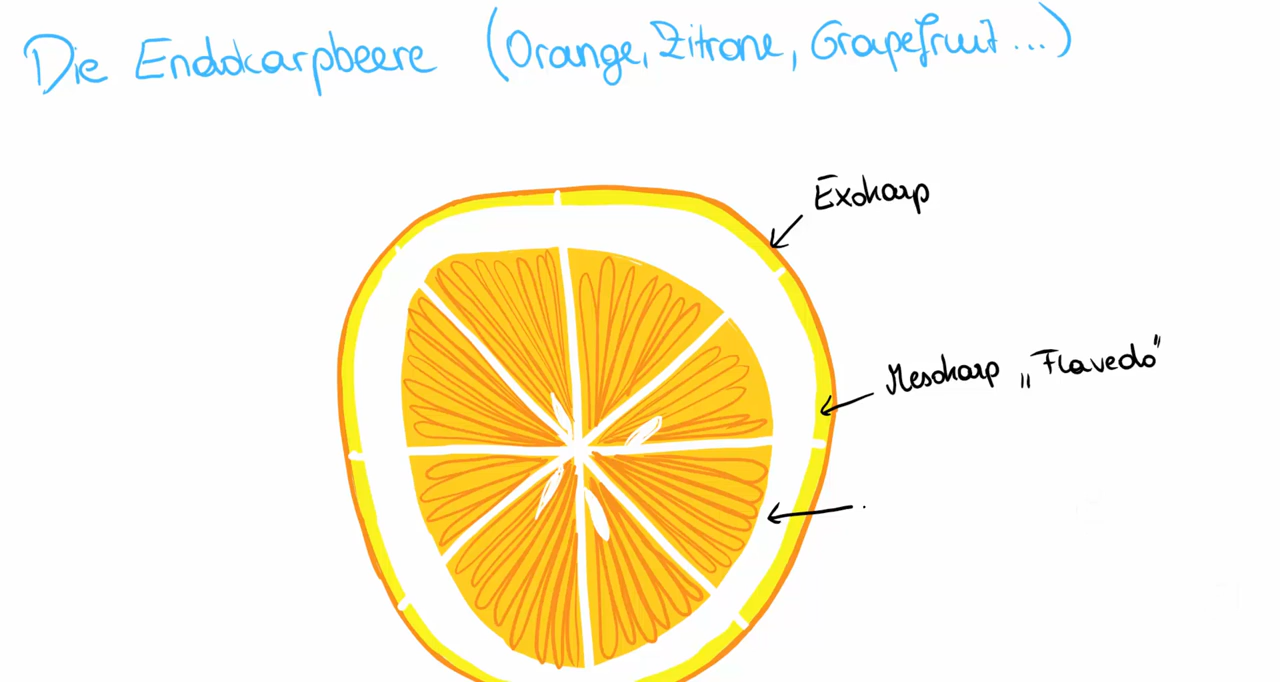 Die Endokarpbeere (Orange, Zitrone, Grapefruit ...)
Exokarp
Mesokarp „Flavedo"